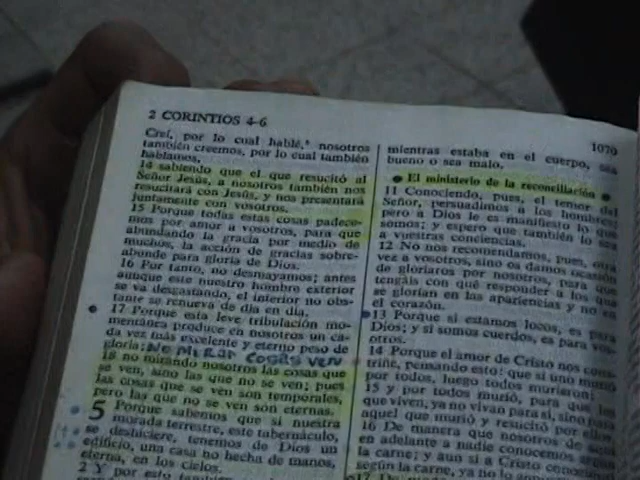 2 CORINTIOS 4-6
1070
Creí, por lo cual hablé,* nosotros
también creemos, por lo cual también
hablamos,
14 sabiendo que el que resucitó al
Señor Jesús, a nosotros también nos
resucitará con Jesús, y nos presentará
juntamente con vosotros.
15 Porque todas estas cosas padece-
mos por amor a vosotros, para que
abundando la gracia por medio de
muchos, la acción de gracias sobre-
abunde para gloria de Dios.
16 Por tanto, no desmayamos; antes
aunque este nuestro hombre exterior
se va desgastando, el interior no obs-
tante se renueva de día en día.
17 Porque esta leve tribulación mo-
mentánea produce en nosotros un ca-
da vez más excelente y eterno peso de
gloria; NO MIRAR COSAS VEN
18 no mirando nosotros las cosas que
se ven, sino las que no se ven; pues
las cosas que se ven son temporales,
pero las que no se ven son eternas.
5 Porque sabemos que si nuestra
morada terrestre, este tabernáculo,
se deshiciere, tenemos de Dios un
edificio, una casa no hecha de manos,
eterna, en los cielos.
2 Y por esto también
mientras estaba en el cuerpo, sea
bueno o sea malo.
El ministerio de la reconciliación
11 Conociendo, pues, el temor del
Señor, persuadimos a los hombres;
pero a Dios le es manifiesto lo que
somos; y espero que también lo sea
a vuestras conciencias.
12 No nos recomendamos, pues, otra
vez a vosotros, sino os damos ocasión
de gloriaros por nosotros, para que
tengáis con qué responder a los que
se glorían en las apariencias y no en
el corazón.
13 Porque si estamos locos, es para
Dios; y si somos cuerdos, es para vos-
otros.
14 Porque el amor de Cristo nos cons-
triñe, pensando esto: que si uno murió
por todos, luego todos murieron;
15 y por todos murió, para que los
que viven, ya no vivan para sí, sino para
aquel que murió y resucitó por ellos.
16 De manera que nosotros de aquí
en adelante a nadie conocemos según
la carne; y aun si a Cristo conocimos
según la carne, ya no lo
17 De modo